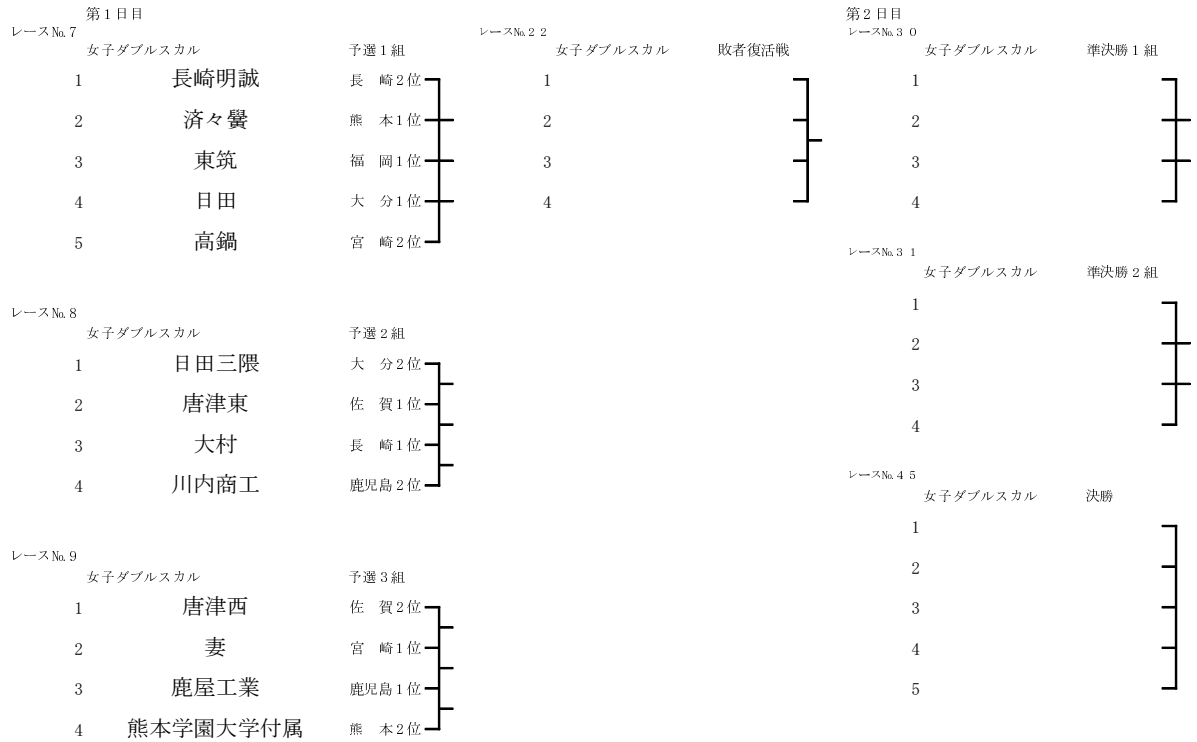 第１日目
レース№7
女子ダブルスカル 予選１組
1 長崎明誠 長　崎２位
2 済々黌 熊　本１位
3 東筑 福　岡１位
4 日田 大　分１位
5 高鍋 宮　崎２位
レース№8
女子ダブルスカル 予選２組
1 日田三隈 大　分２位
2 唐津東 佐　賀１位
3 大村 長　崎１位
4 川内商工 鹿児島２位
レース№9
女子ダブルスカル 予選３組
1 唐津西 佐　賀２位
2 妻 宮　崎１位
3 鹿屋工業 鹿児島１位
4 熊本学園大学付属 熊　本２位
レース№２２
女子ダブルスカル 敗者復活戦
1
2
3
4
第２日目
レース№３０
女子ダブルスカル 準決勝１組
1
2
3
4
レース№３１
女子ダブルスカル 準決勝２組
1
2
3
4
レース№４５
女子ダブルスカル 決勝
1
2
3
4
5